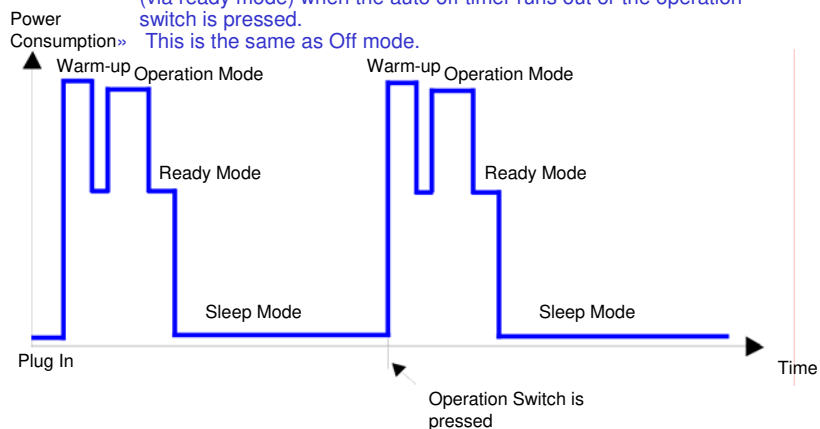 (via ready mode) when the auto off timer runs out or the operation
switch is pressed.
Power
Consumption» This is the same as Off mode.
Warm-up Operation Mode
Warm-up Operation Mode
Ready Mode
Ready Mode
Sleep Mode
Sleep Mode
Plug In
Time
Operation Switch is
pressed